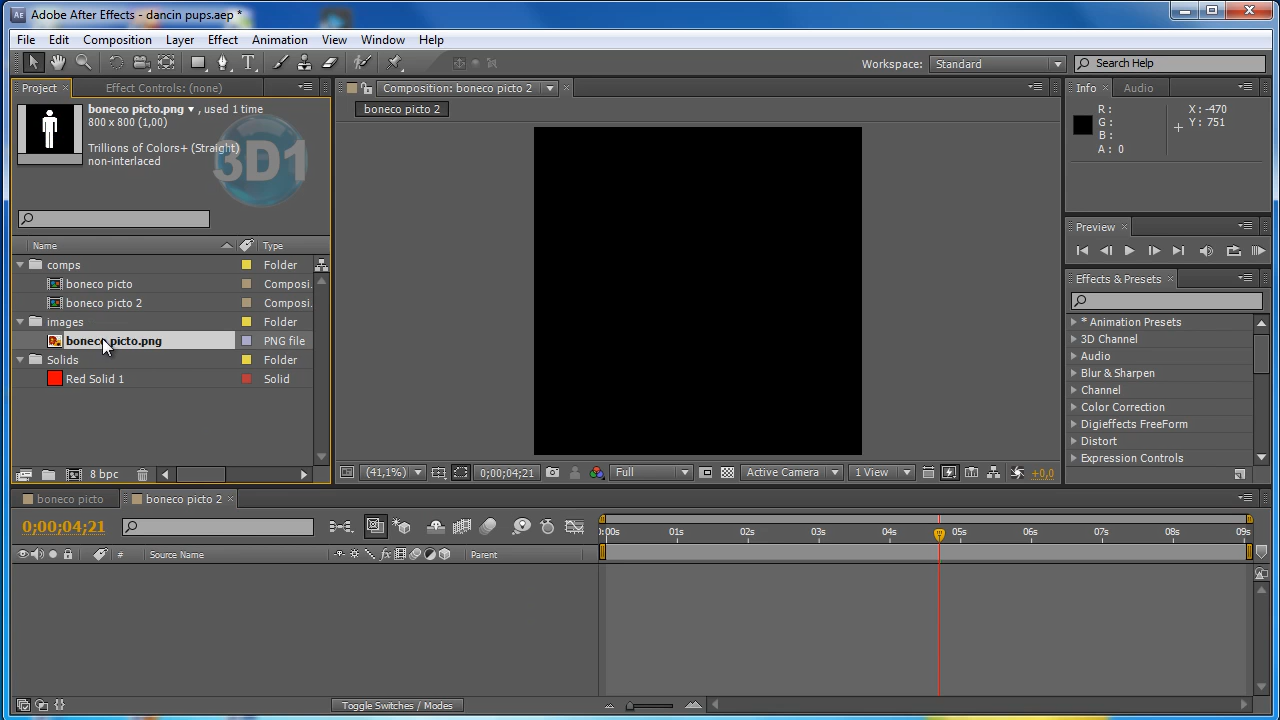 Adobe After Effects - dancin pups.aep *
File Edit Composition Layer Effect Animation View Window Help
Workspace: Standard Search Help
Project Effect Controls: (none) Composition: boneco picto 2 Info Audio
boneco picto.png ▾ , used 1 time
800 x 800 (1,00)
Trillions of Colors+ (Straight)
non-interlaced
3D1
boneco picto 2
R :
G :
B :
A : 0
X : -470
Y : 751
Preview
Effects & Presets
Name Type
comps Folder
boneco picto Composi.
boneco picto 2 Composi.
images Folder
boneco picto.png PNG file
Solids Folder
Red Solid 1 Solid
* Animation Presets
3D Channel
Audio
Blur & Sharpen
Channel
Color Correction
Digieffects FreeForm
Distort
Expression Controls
8 bpc
(41,1%) 0;00;04;21 Full Active Camera 1 View +0,0
boneco picto boneco picto 2
0;00;04;21
0:00s 01s 02s 03s 04s 05s 06s 07s 08s 09s
# Source Name fx Parent
Toggle Switches / Modes